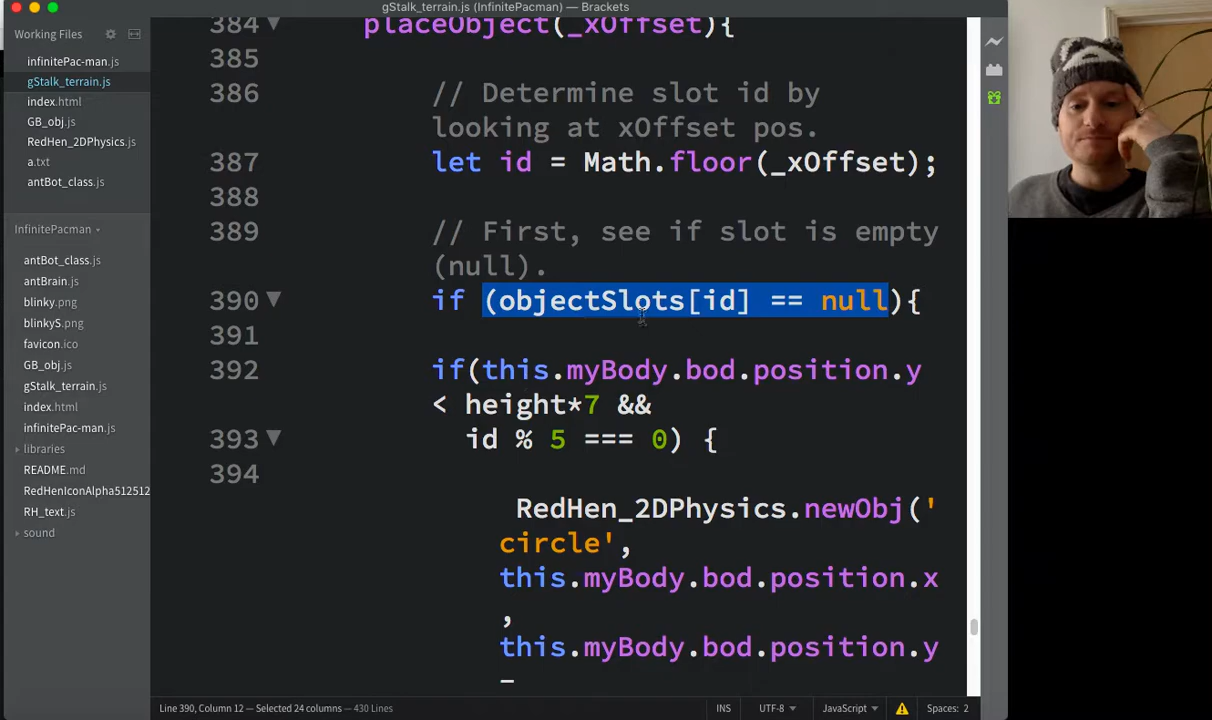 gStalk_terrain.js (InfinitePacman) — Brackets
Working Files
infinitePac-man.js
gStalk_terrain.js
index.html
GB_obj.js
RedHen_2DPhysics.js
a.txt
antBot_class.js
InfinitePacman
antBot_class.js
antBrain.js
blinky.png
blinkyS.png
favicon.ico
GB_obj.js
gStalk_terrain.js
index.html
infinitePac-man.js
libraries
README.md
RedHenIconAlpha512512
RH_text.js
sound
384 placeObject(_xOffset){
385
386 // Determine slot id by
looking at xOffset pos.
387 let id = Math.floor(_xOffset);
388
389 // First, see if slot is empty
(null).
390 if (objectSlots[id] == null){
391
392 if(this.myBody.bod.position.y
< height*7 &&
393 id % 5 === 0) {
394
RedHen_2DPhysics.newObj('
circle',
this.myBody.bod.position.x
,
this.myBody.bod.position.y
-
Line 390, Column 12 — Selected 24 columns — 430 Lines
INS
UTF-8
JavaScript
Spaces: 2